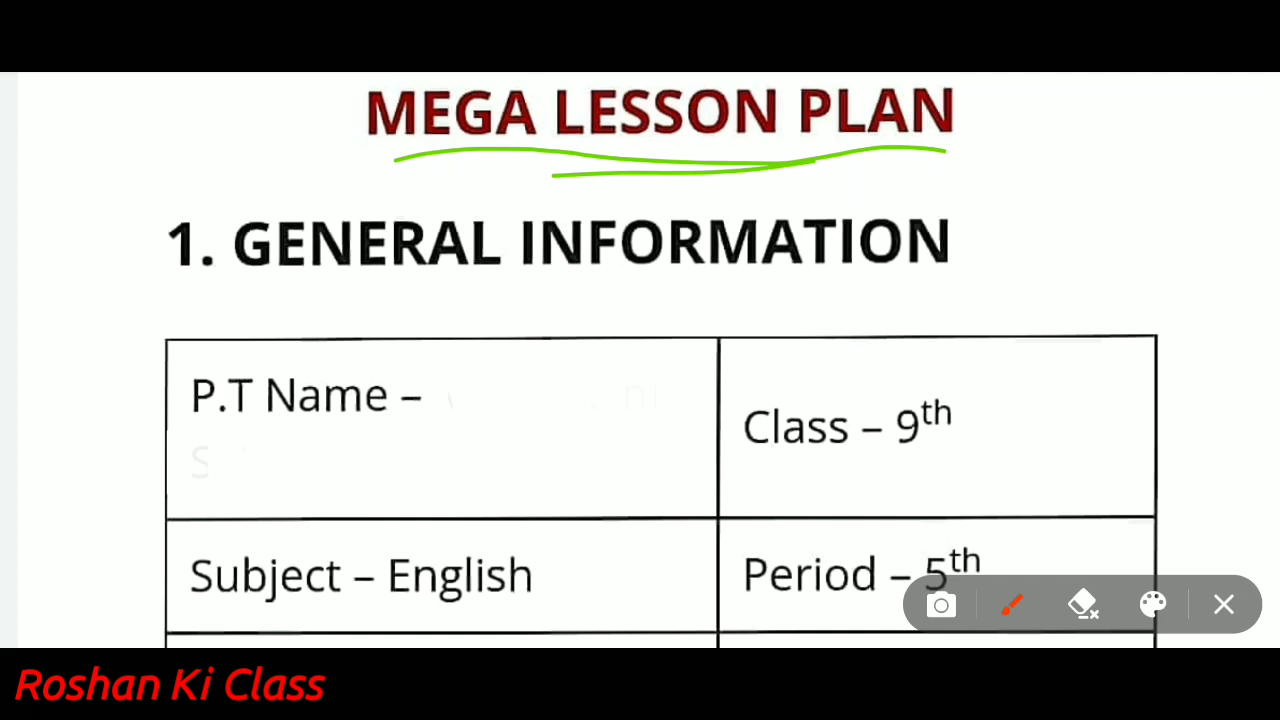 MEGA LESSON PLAN
1. GENERAL INFORMATION
P.T Name –
Class – 9th
Subject – English
Period – 5th
Roshan Ki Class